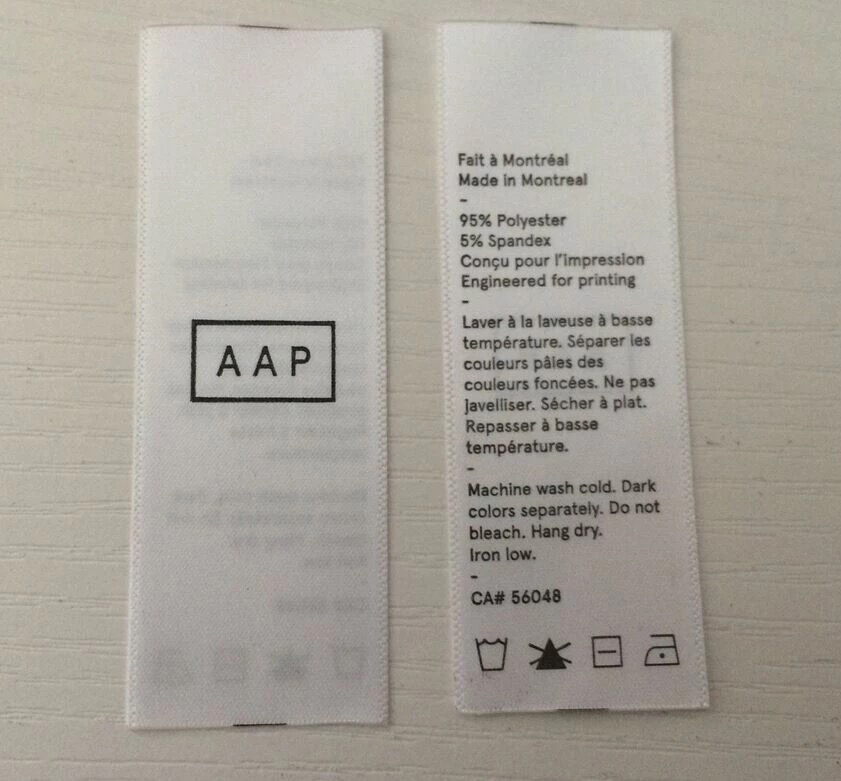 AAP
Fait à Montréal
Made in Montreal
-
95% Polyester
5% Spandex
Conçu pour l'impression
Engineered for printing
-
Laver à la laveuse à basse
température. Séparer les
couleurs pâles des
couleurs foncées. Ne pas
javelliser. Sécher à plat.
Repasser à basse
température.
-
Machine wash cold. Dark
colors separately. Do not
bleach. Hang dry.
Iron low.
-
CA# 56048